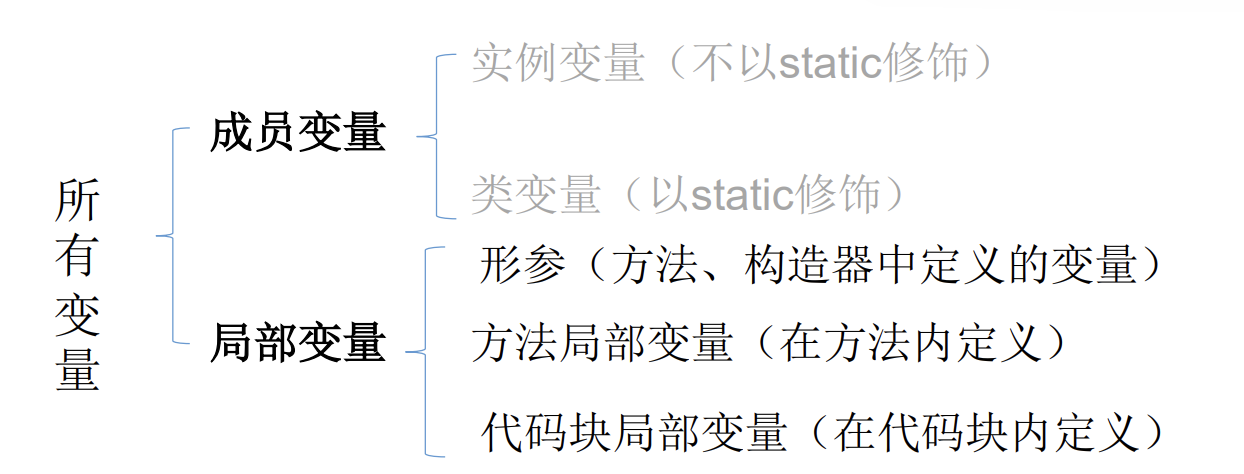 所有变量
成员变量
实例变量（不以static修饰）
类变量（以static修饰）
局部变量
形参（方法、构造器中定义的变量）
方法局部变量（在方法内定义）
代码块局部变量（在代码块内定义）